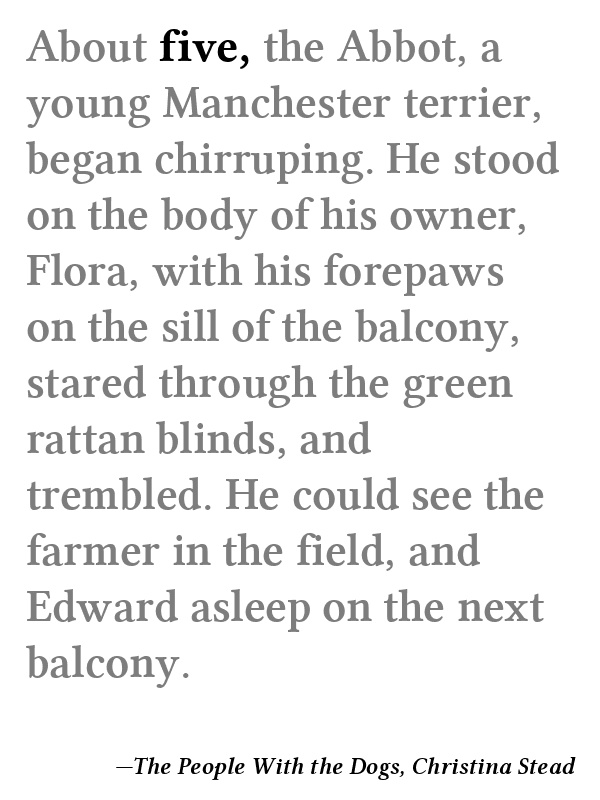 About five, the Abbot, a
young Manchester terrier,
began chirruping. He stood
on the body of his owner,
Flora, with his forepaws
on the sill of the balcony,
stared through the green
rattan blinds, and
trembled. He could see the
farmer in the field, and
Edward asleep on the next
balcony.
—The People With the Dogs, Christina Stead